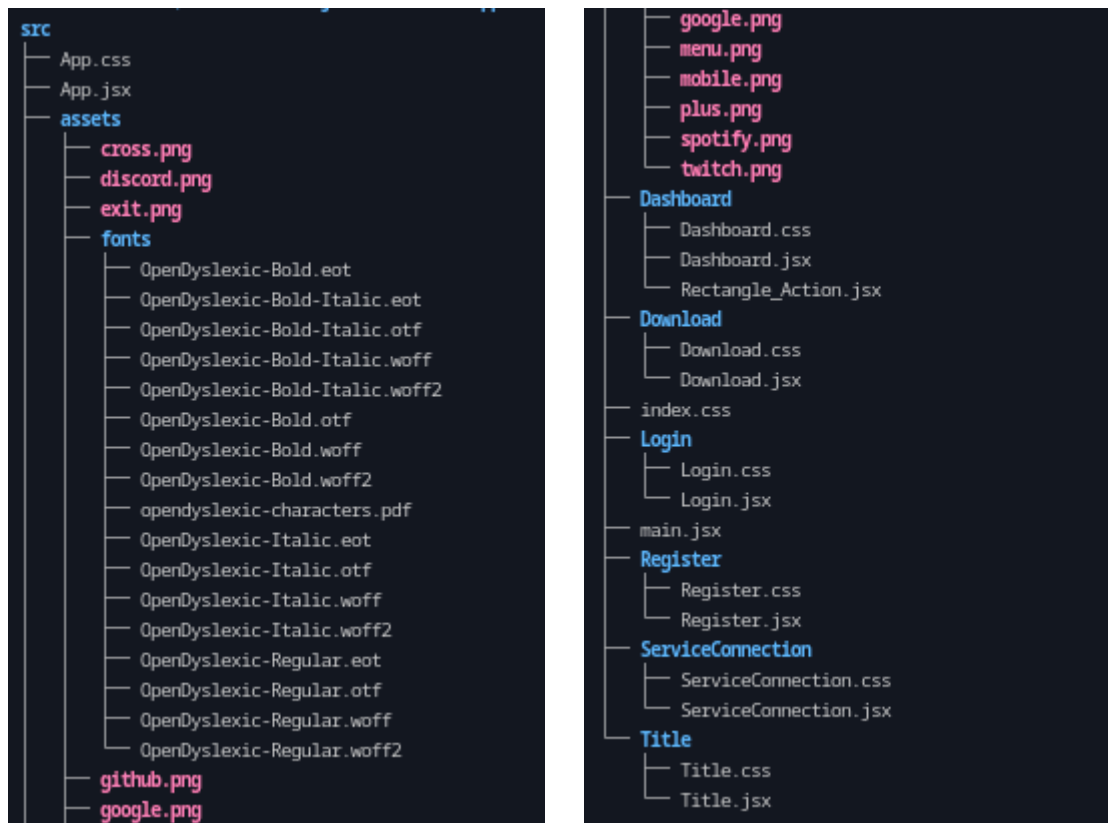 src
App.css
App.jsx
assets
cross.png
discord.png
exit.png
fonts
OpenDyslexic-Bold.eot
OpenDyslexic-Bold-Italic.eot
OpenDyslexic-Bold-Italic.otf
OpenDyslexic-Bold-Italic.woff
OpenDyslexic-Bold-Italic.woff2
OpenDyslexic-Bold.otf
OpenDyslexic-Bold.woff
OpenDyslexic-Bold.woff2
opendyslexic-characters.pdf
OpenDyslexic-Italic.eot
OpenDyslexic-Italic.otf
OpenDyslexic-Italic.woff
OpenDyslexic-Italic.woff2
OpenDyslexic-Regular.eot
OpenDyslexic-Regular.otf
OpenDyslexic-Regular.woff
OpenDyslexic-Regular.woff2
github.png
google.png
google.png
menu.png
mobile.png
plus.png
spotify.png
twitch.png
Dashboard
Dashboard.css
Dashboard.jsx
Rectangle_Action.jsx
Download
Download.css
Download.jsx
index.css
Login
Login.css
Login.jsx
main.jsx
Register
Register.css
Register.jsx
ServiceConnection
ServiceConnection.css
ServiceConnection.jsx
Title
Title.css
Title.jsx